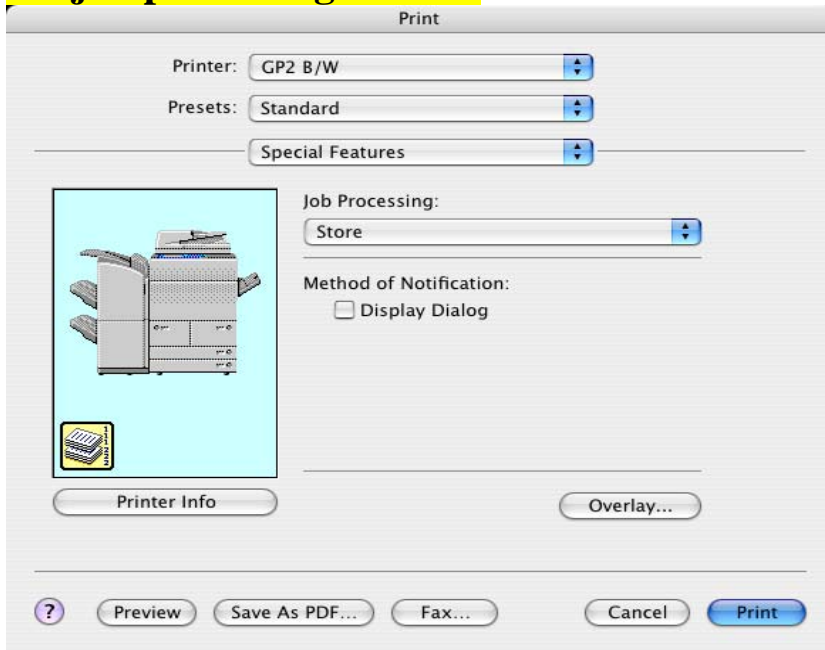 Print
Printer: GP2 B/W
Presets: Standard
Special Features
Job Processing:
Store
Method of Notification:
Display Dialog
Printer Info
Overlay...
? Preview Save As PDF... Fax... Cancel Print